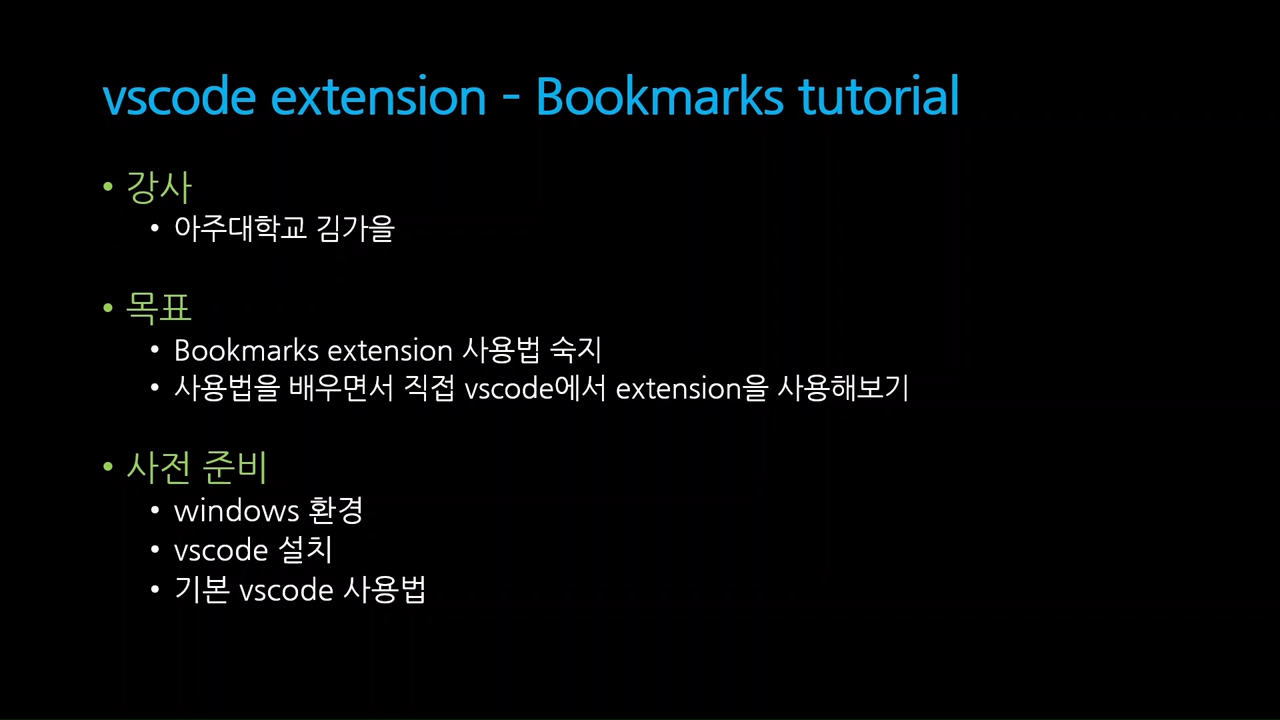 vscode extension - Bookmarks tutorial
• 강사
• 아주대학교 김가을
• 목표
• Bookmarks extension 사용법 숙지
• 사용법을 배우면서 직접 vscode에서 extension을 사용해보기
• 사전 준비
• windows 환경
• vscode 설치
• 기본 vscode 사용법